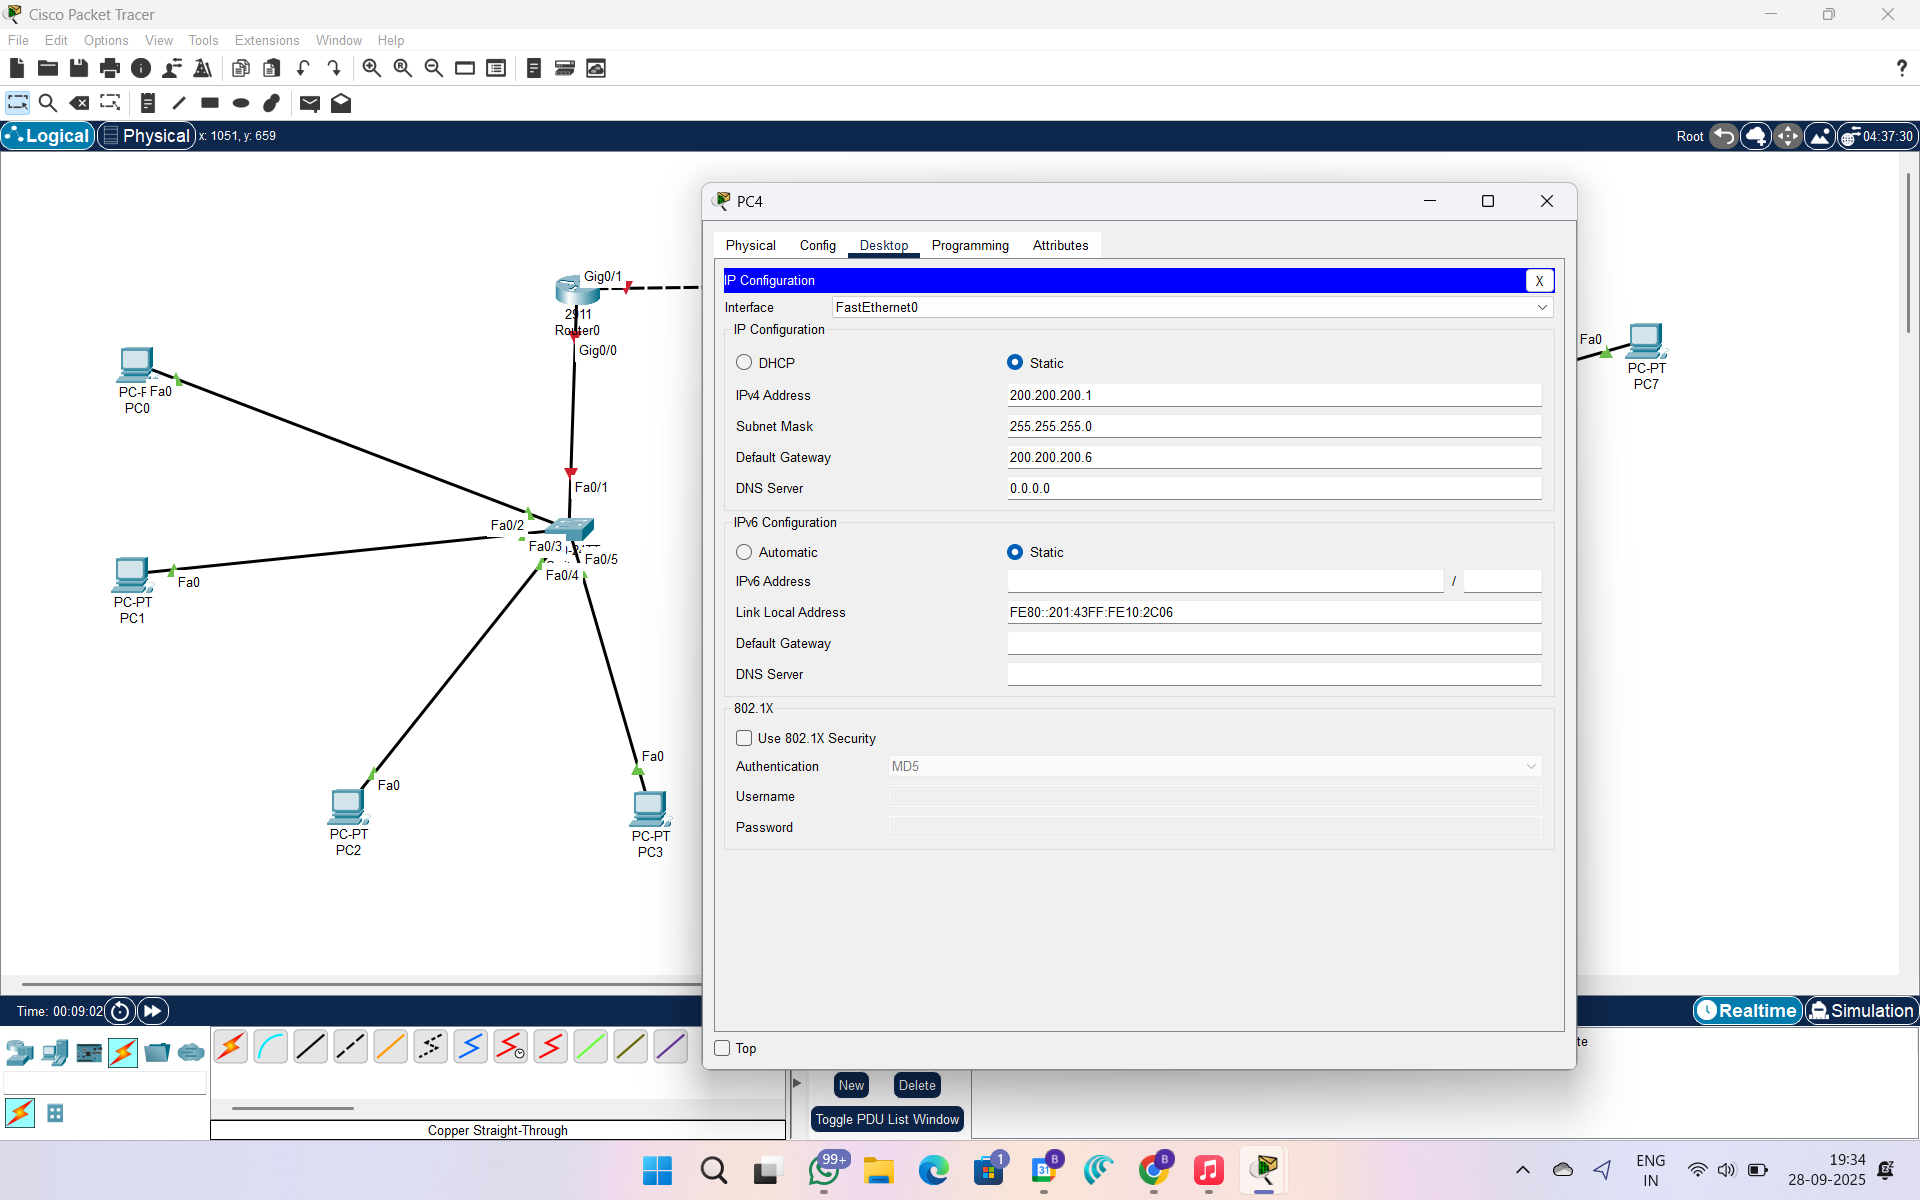 Cisco Packet Tracer
File Edit Options View Tools Extensions Window Help
?
Logical Physical x: 1051, y: 659
Root 04:37:30
Gig0/1
2911
Router0
Gig0/0
Fa0
PC0
Fa0/1
Fa0/2
Fa0/3
Fa0/5
Fa0/4
Fa0
PC-PT
PC1
Fa0
PC-PT
PC2
Fa0
PC-PT
PC3
Fa0
PC-PT
PC7
PC4
Physical Config Desktop Programming Attributes
IP Configuration X
Interface FastEthernet0
IP Configuration
DHCP Static
IPv4 Address 200.200.200.1
Subnet Mask 255.255.255.0
Default Gateway 200.200.200.6
DNS Server 0.0.0.0
IPv6 Configuration
Automatic Static
IPv6 Address /
Link Local Address FE80::201:43FF:FE10:2C06
Default Gateway
DNS Server
802.1X
Use 802.1X Security
Authentication MD5
Username
Password
Top
Time: 00:09:02
Realtime Simulation
te
New Delete
Toggle PDU List Window
Copper Straight-Through
99+
1
31
B
B
ENG
IN
19:34
28-09-2025